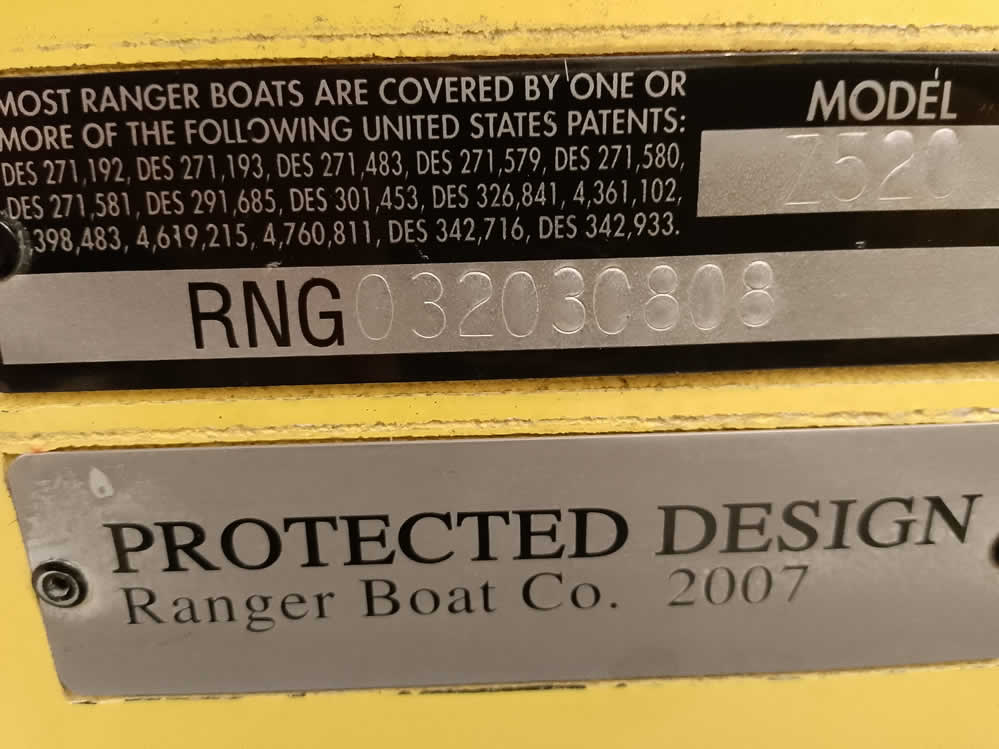 MOST RANGER BOATS ARE COVERED BY ONE OR
MORE OF THE FOLLOWING UNITED STATES PATENTS:
DES 271,192, DES 271,193, DES 271,483, DES 271,579, DES 271,580,
DES 271,581, DES 291,685, DES 301,453, DES 326,841, 4,361,102,
,398,483, 4,619,215, 4,760,811, DES 342,716, DES 342,933.
MODEL
Z520
RNG032030808
PROTECTED DESIGN
Ranger Boat Co. 2007